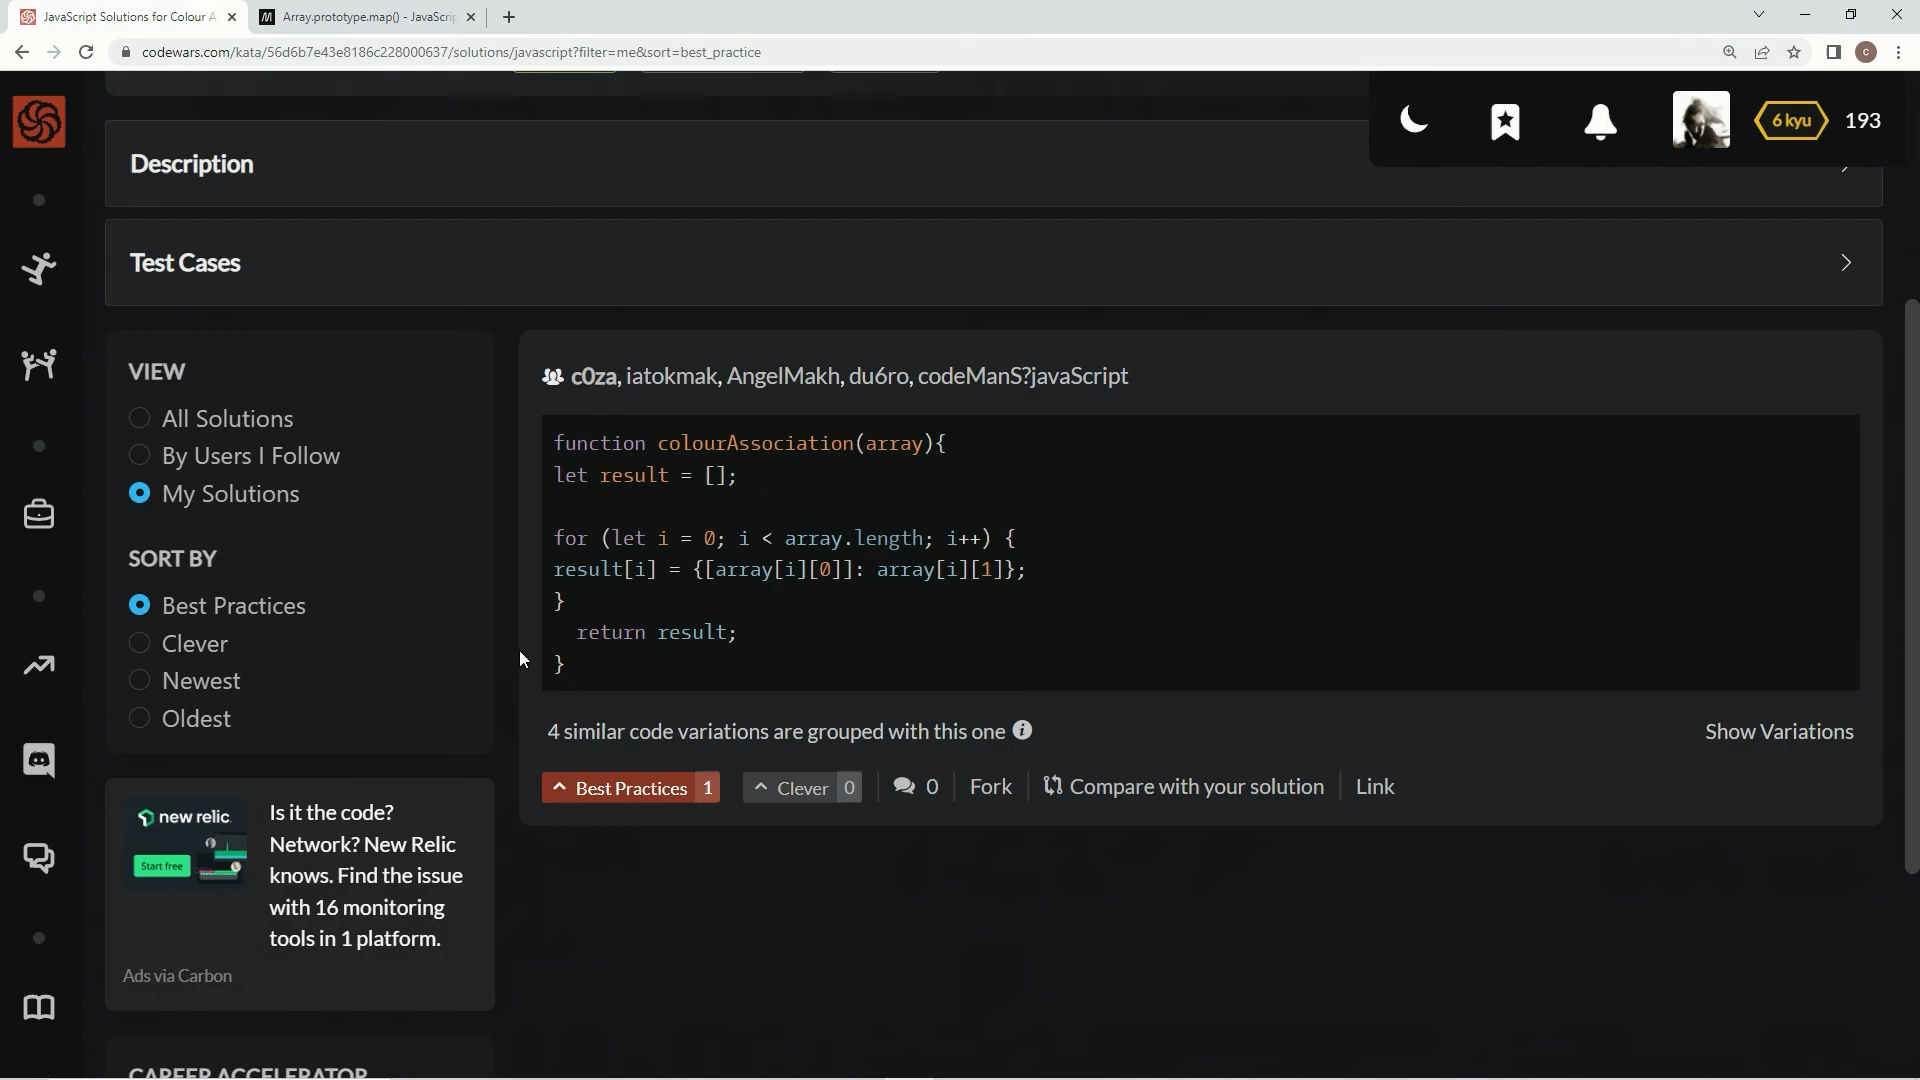 JavaScript Solutions for Colour A
Array.prototype.map() - JavaScrip
codewars.com/kata/56d6b7e43e8186c228000637/solutions/javascript?filter=me&sort=best_practice
C
6 kyu
193
Description
Test Cases
VIEW
All Solutions
By Users I Follow
My Solutions
SORT BY
Best Practices
Clever
Newest
Oldest
new relic.
Start free
Is it the code?
Network? New Relic
knows. Find the issue
with 16 monitoring
tools in 1 platform.
Ads via Carbon
CAREER ACCELERATOR
c0za, iatokmak, AngelMakh, du6ro, codeManS?javaScript
function colourAssociation(array){
let result = [];
for (let i = 0; i < array.length; i++) {
result[i] = {[array[i][0]]: array[i][1]};
}
return result;
}
4 similar code variations are grouped with this one
Show Variations
Best Practices 1
Clever 0
0
Fork
Compare with your solution
Link